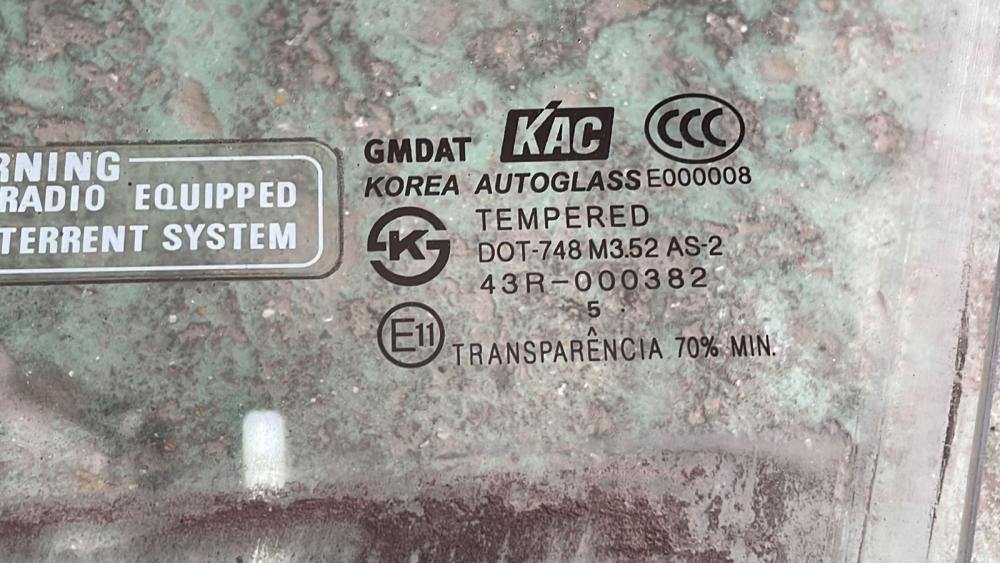 RNING
RADIO EQUIPPED
TERRENT SYSTEM
GMDAT KAC CCC
KOREA AUTOGLASS E000008
K TEMPERED
DOT-748 M3.52 AS-2
43R-000382
5
E11 TRANSPARÊNCIA 70% MIN.